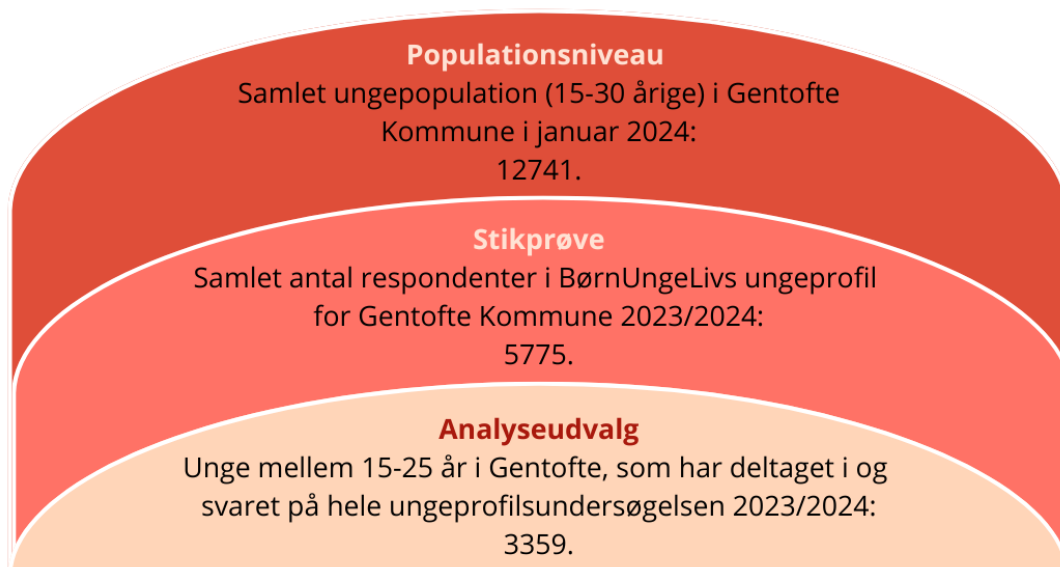 Populationsniveau
Samlet ungepopulation (15-30 årige) i Gentofte
Kommune i januar 2024:
12741.
Stikprøve
Samlet antal respondenter i BørnUngeLivs ungeprofil
for Gentofte Kommune 2023/2024:
5775.
Analyseudvalg
Unge mellem 15-25 år i Gentofte, som har deltaget i og
svaret på hele ungeprofilsundersøgelsen 2023/2024:
3359.